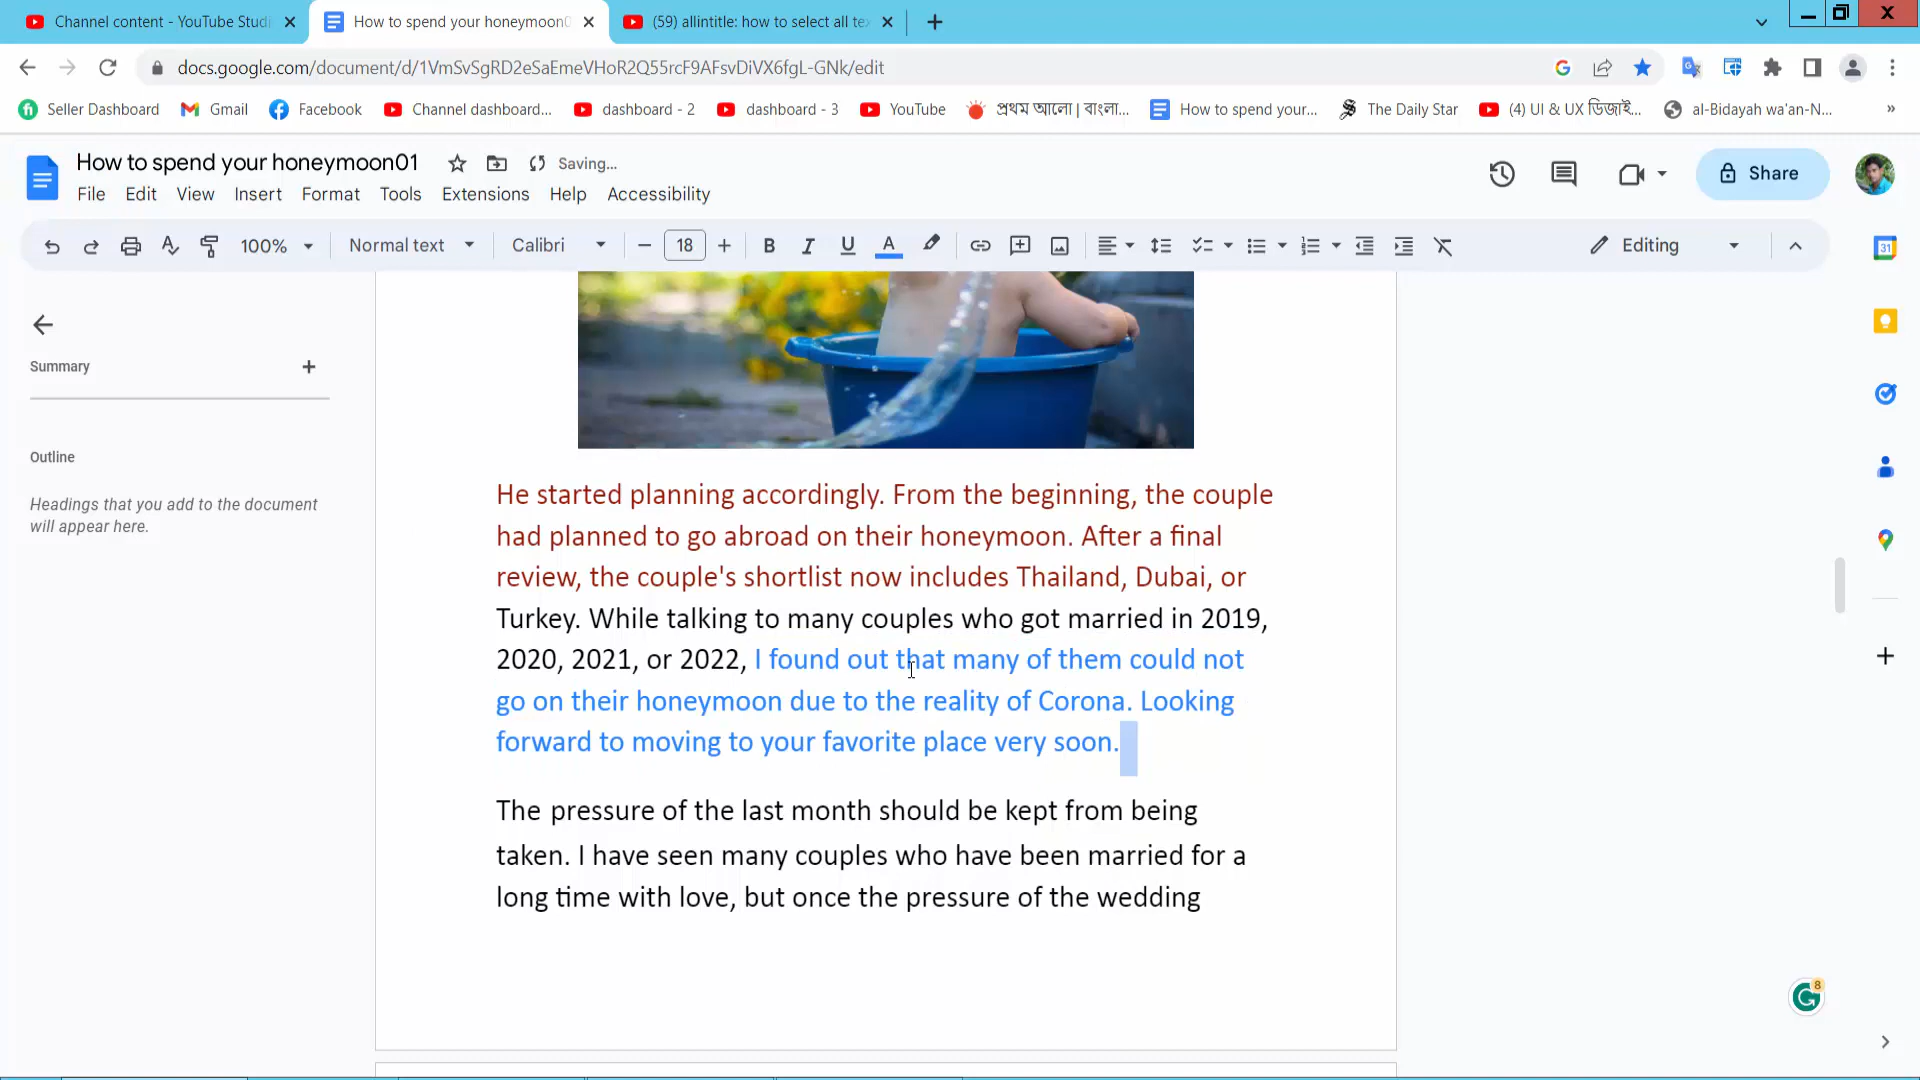 Channel content - YouTube Studi
How to spend your honeymoon0
(59) allintitle: how to select all te
docs.google.com/document/d/1VmSvSgRD2eSaEmeVHoR2Q55rcF9AFsvDiVX6fgL-GNk/edit
Seller Dashboard
Gmail
Facebook
Channel dashboard...
dashboard - 2
dashboard - 3
YouTube
প্রথম আলো | বাংলা...
How to spend your...
The Daily Star
(4) UI & UX ডিজাই...
al-Bidayah wa'an-N...
How to spend your honeymoon01
Saving...
File Edit View Insert Format Tools Extensions Help Accessibility
Share
100% Normal text Calibri 18 Editing
31
Summary
Outline
Headings that you add to the document
will appear here.
He started planning accordingly. From the beginning, the couple
had planned to go abroad on their honeymoon. After a final
review, the couple's shortlist now includes Thailand, Dubai, or
Turkey. While talking to many couples who got married in 2019,
2020, 2021, or 2022, I found out that many of them could not
go on their honeymoon due to the reality of Corona. Looking
forward to moving to your favorite place very soon.
The pressure of the last month should be kept from being
taken. I have seen many couples who have been married for a
long time with love, but once the pressure of the wedding
8